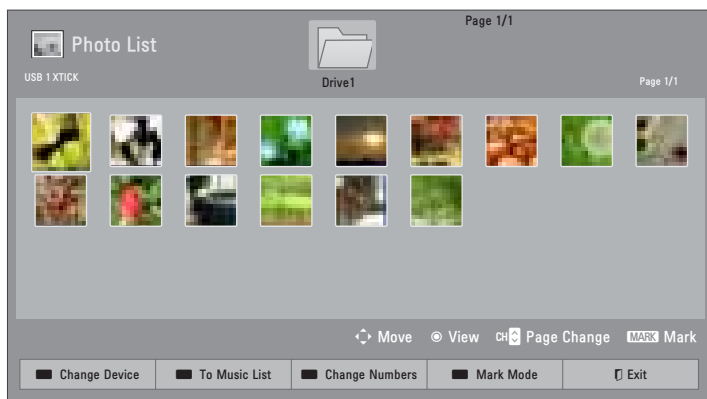 Page 1/1
Photo List
USB 1 XTICK
Drive1
Page 1/1
Move View CH Page Change MARK Mark
Change Device To Music List Change Numbers Mark Mode Exit